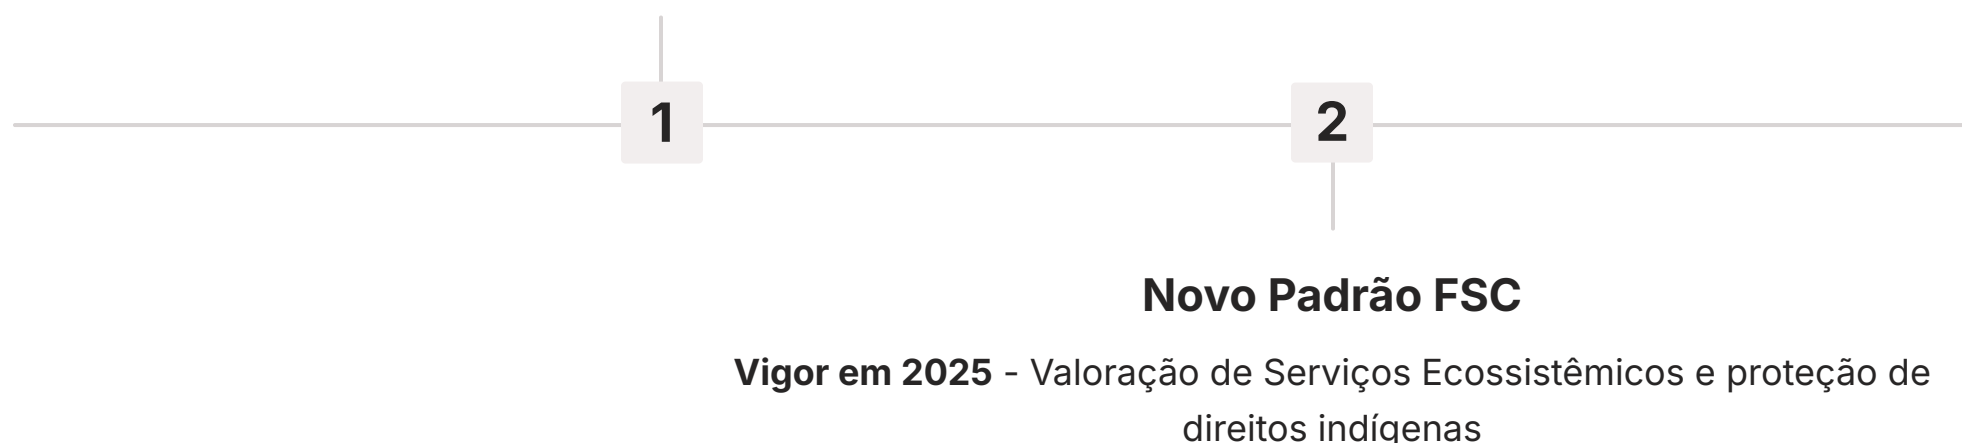 1
2
Novo Padrão FSC
Vigor em 2025 - Valoração de Serviços Ecossistêmicos e proteção de
direitos indígenas